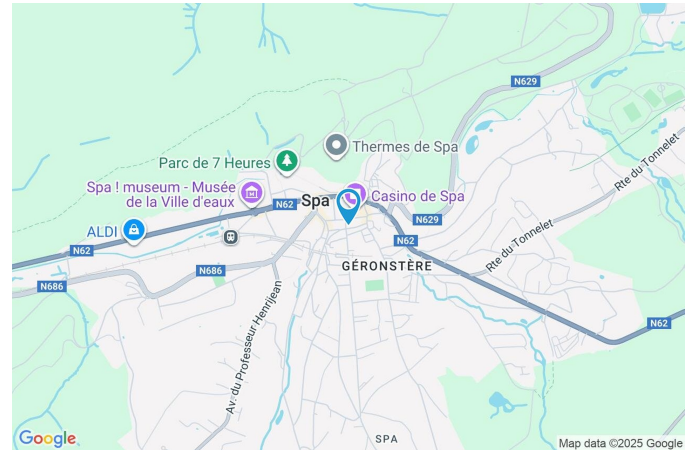 N629
N629
Thermes de Spa
Parc de 7 Heures
Rte du Tonnelet
Spa ! museum - Musée
de la Ville d'eaux
Casino de Spa
Spa
N62
N629
ALDI
N62
N62
Rte du Tonnelet
GÉRONSTÈRE
N686
N686
Av. du Professeur Henrijean
N62
SPA
Google
Map data ©2025 Google